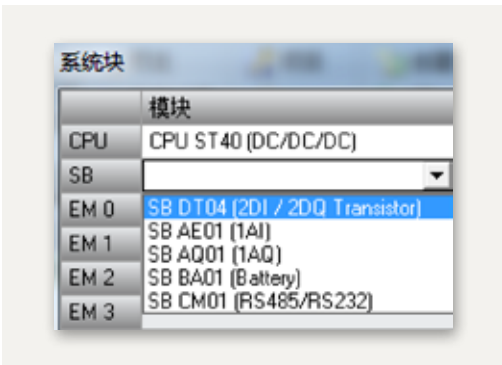 系统块
模块
CPU CPU ST40 (DC/DC/DC)
SB
EM 0 SB DT04 (2DI / 2DQ Transistor)
SB AE01 (1AI)
EM 1 SB AQ01 (1AQ)
EM 2 SB BA01 (Battery)
SB CM01 (RS485/RS232)
EM 3